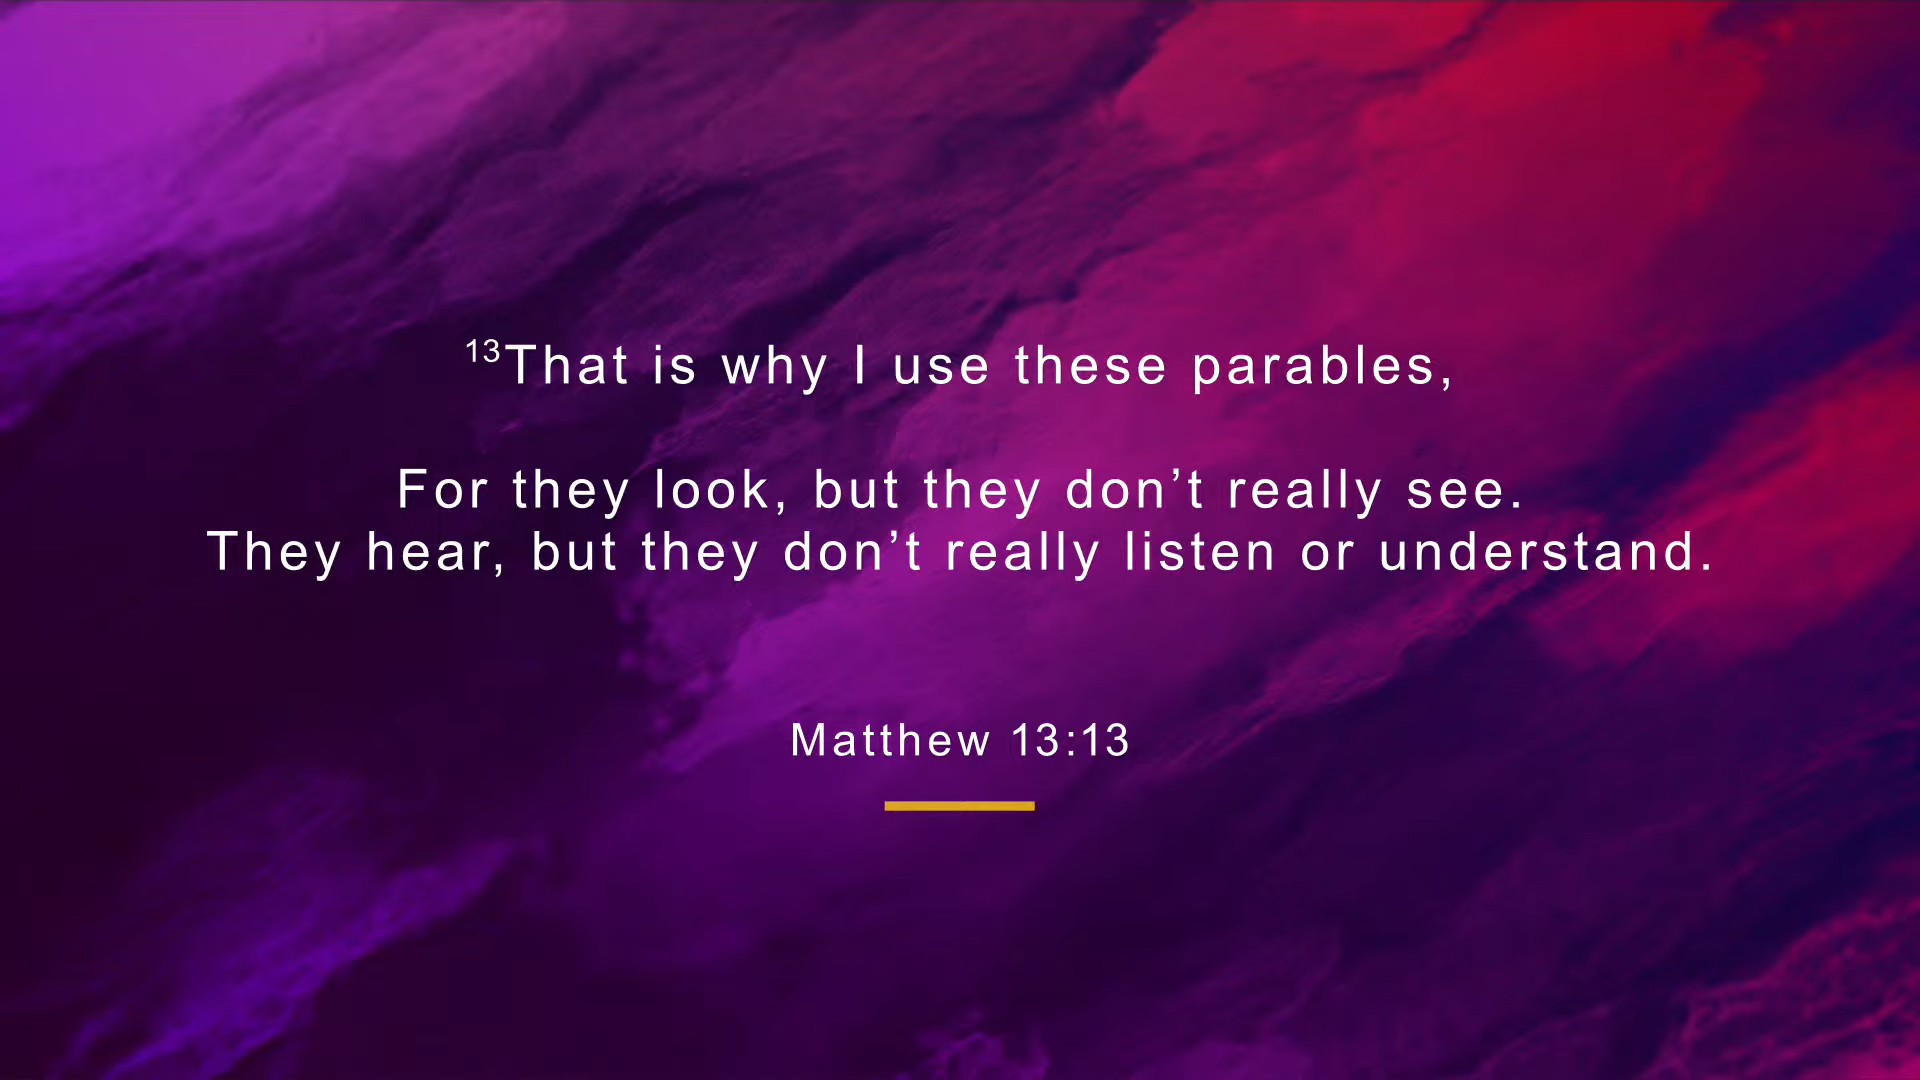 ¹³That is why I use these parables,
For they look, but they don’t really see.
They hear, but they don’t really listen or understand.
Matthew 13:13